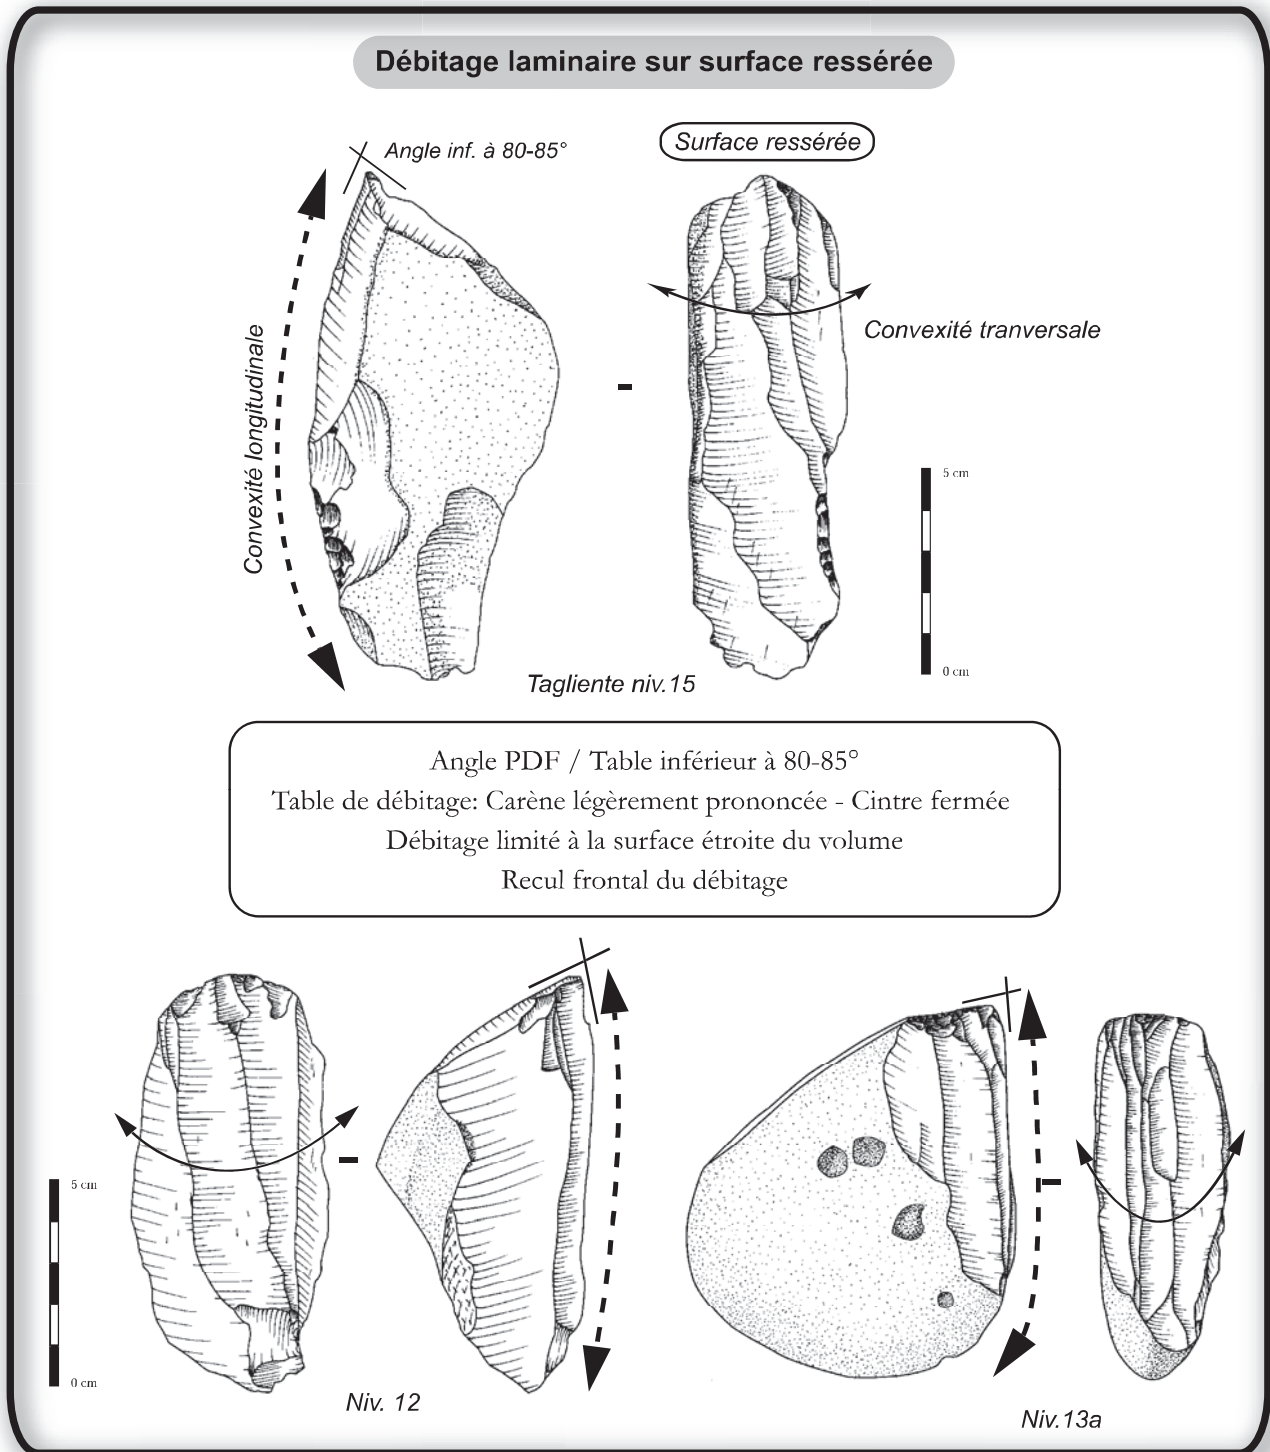 Débitage laminaire sur surface ressérée
Surface ressérée
Angle inf. à 80-85°
Convexité longitudinale
Convexité tranversale
5 cm
0 cm
Tagliente niv.15
Angle PDF / Table inférieur à 80-85°
Table de débitage: Carène légèrement prononcée - Cintre fermée
Débitage limité à la surface étroite du volume
Recul frontal du débitage
5 cm
0 cm
Niv. 12
Niv.13a